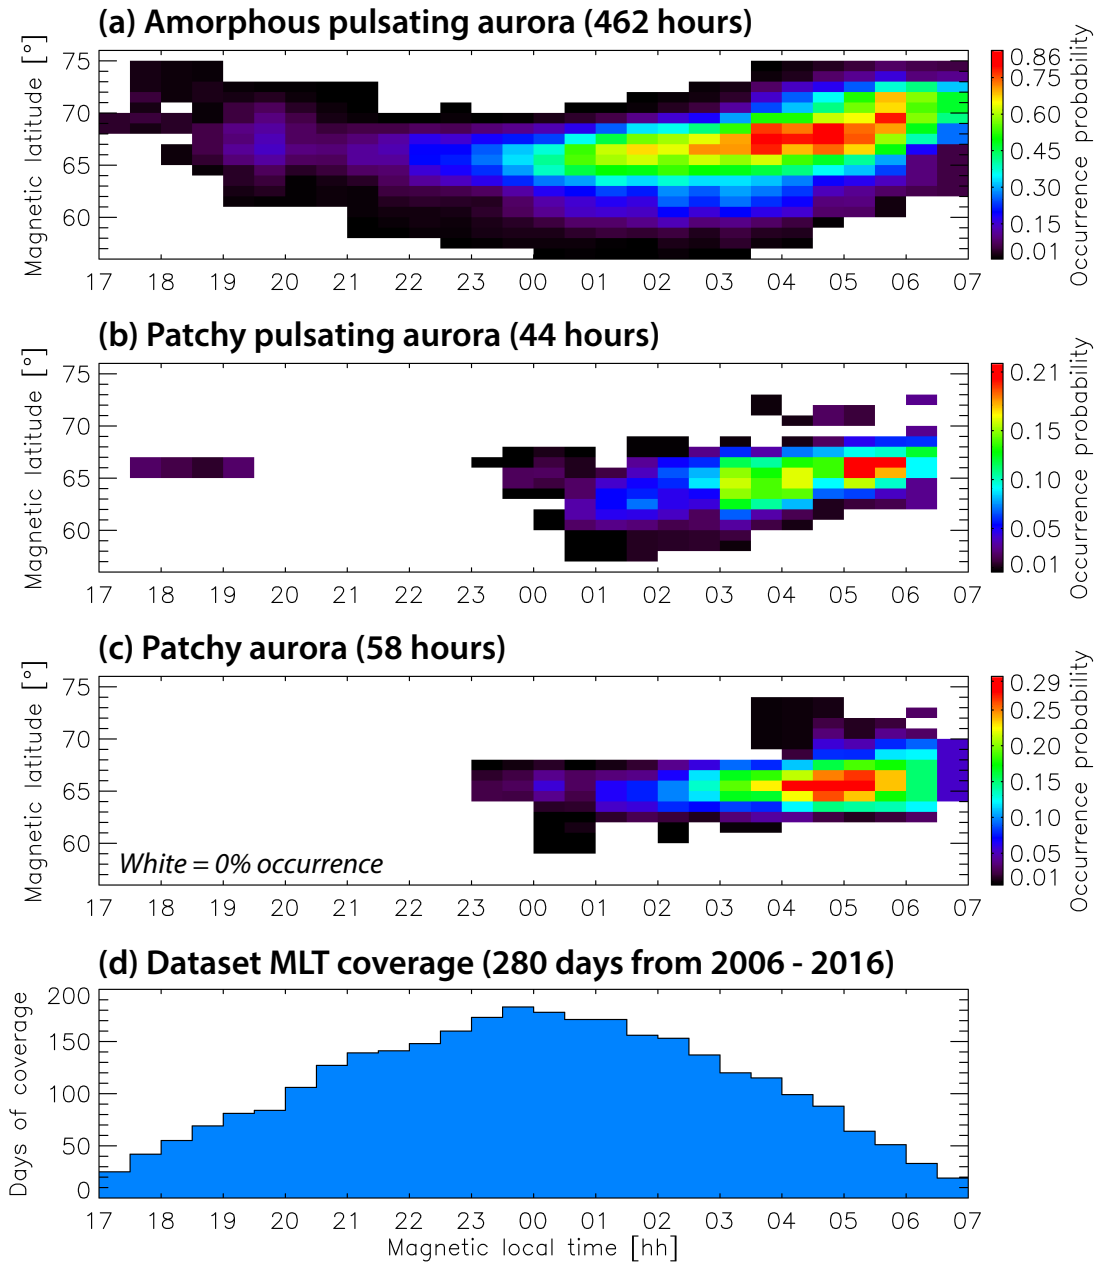 (a) Amorphous pulsating aurora (462 hours)
Magnetic latitude [°]
75
70
65
60
17 18 19 20 21 22 23 00 01 02 03 04 05 06 07
0.86
0.75
0.60
0.45
0.30
0.15
0.01
Occurrence probability
(b) Patchy pulsating aurora (44 hours)
Magnetic latitude [°]
75
70
65
60
17 18 19 20 21 22 23 00 01 02 03 04 05 06 07
0.21
0.15
0.10
0.05
0.01
Occurrence probability
(c) Patchy aurora (58 hours)
Magnetic latitude [°]
75
70
65
60
White = 0% occurrence
17 18 19 20 21 22 23 00 01 02 03 04 05 06 07
0.29
0.25
0.20
0.15
0.10
0.05
0.01
Occurrence probability
(d) Dataset MLT coverage (280 days from 2006 - 2016)
Days of coverage
200
150
100
50
0
17 18 19 20 21 22 23 00 01 02 03 04 05 06 07
Magnetic local time [hh]